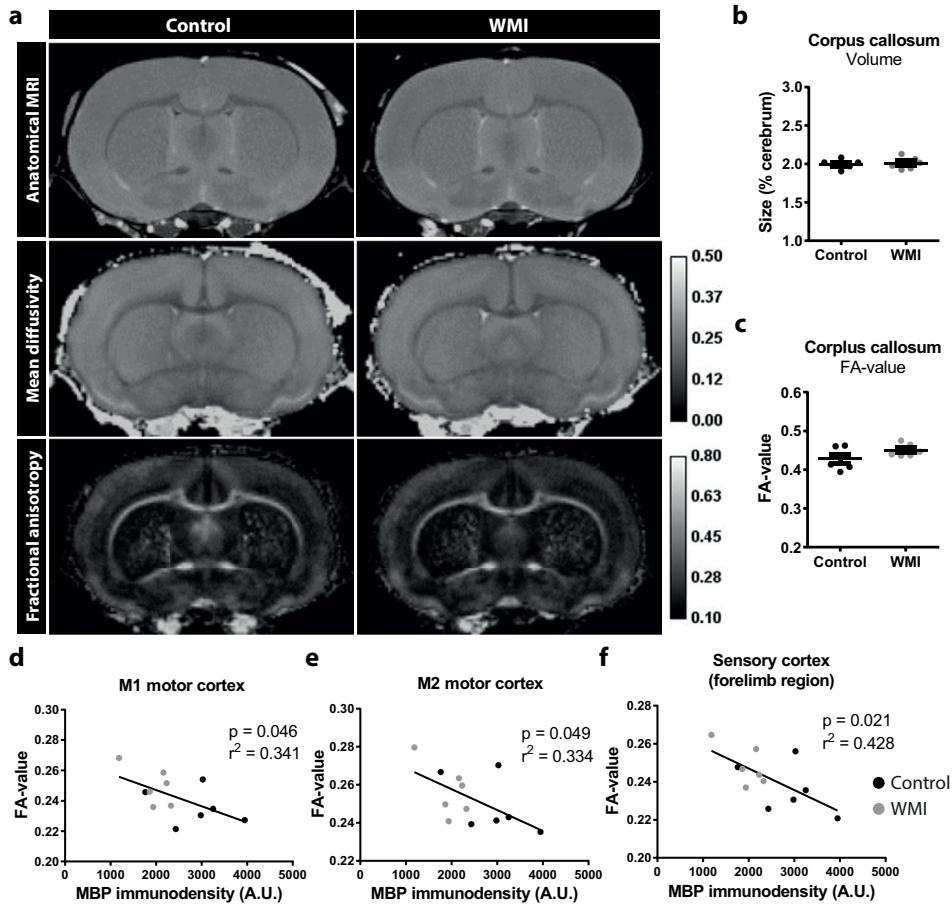 a
Control
WMI
Anatomical MRI
Mean diffusivity
0.50
0.37
0.25
0.12
0.00
Fractional anisotropy
0.80
0.63
0.45
0.28
0.10
b
Corpus callosum
Volume
Size (% cerebrum)
3.0
2.5
2.0
1.5
1.0
Control
WMI
c
Corplus callosum
FA-value
FA-value
0.6
0.5
0.4
0.3
0.2
Control
WMI
d
M1 motor cortex
p = 0.046
r² = 0.341
FA-value
0.30
0.28
0.26
0.24
0.22
0.20
0 1000 2000 3000 4000 5000
MBP immunodensity (A.U.)
e
M2 motor cortex
p = 0.049
r² = 0.334
FA-value
0.30
0.28
0.26
0.24
0.22
0 1000 2000 3000 4000 5000
MBP immunodensity (A.U.)
f
Sensory cortex
(forelimb region)
p = 0.021
r² = 0.428
FA-value
0.28
0.26
0.24
0.22
0.20
0 1000 2000 3000 4000 5000
MBP immunodensity (A.U.)
Control
WMI